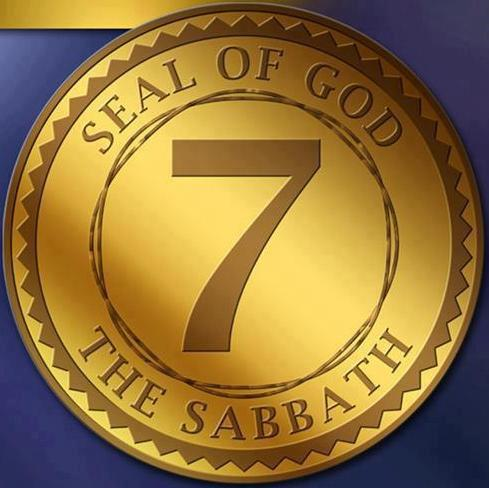 SEAL OF GOD
7
THE SABBATH